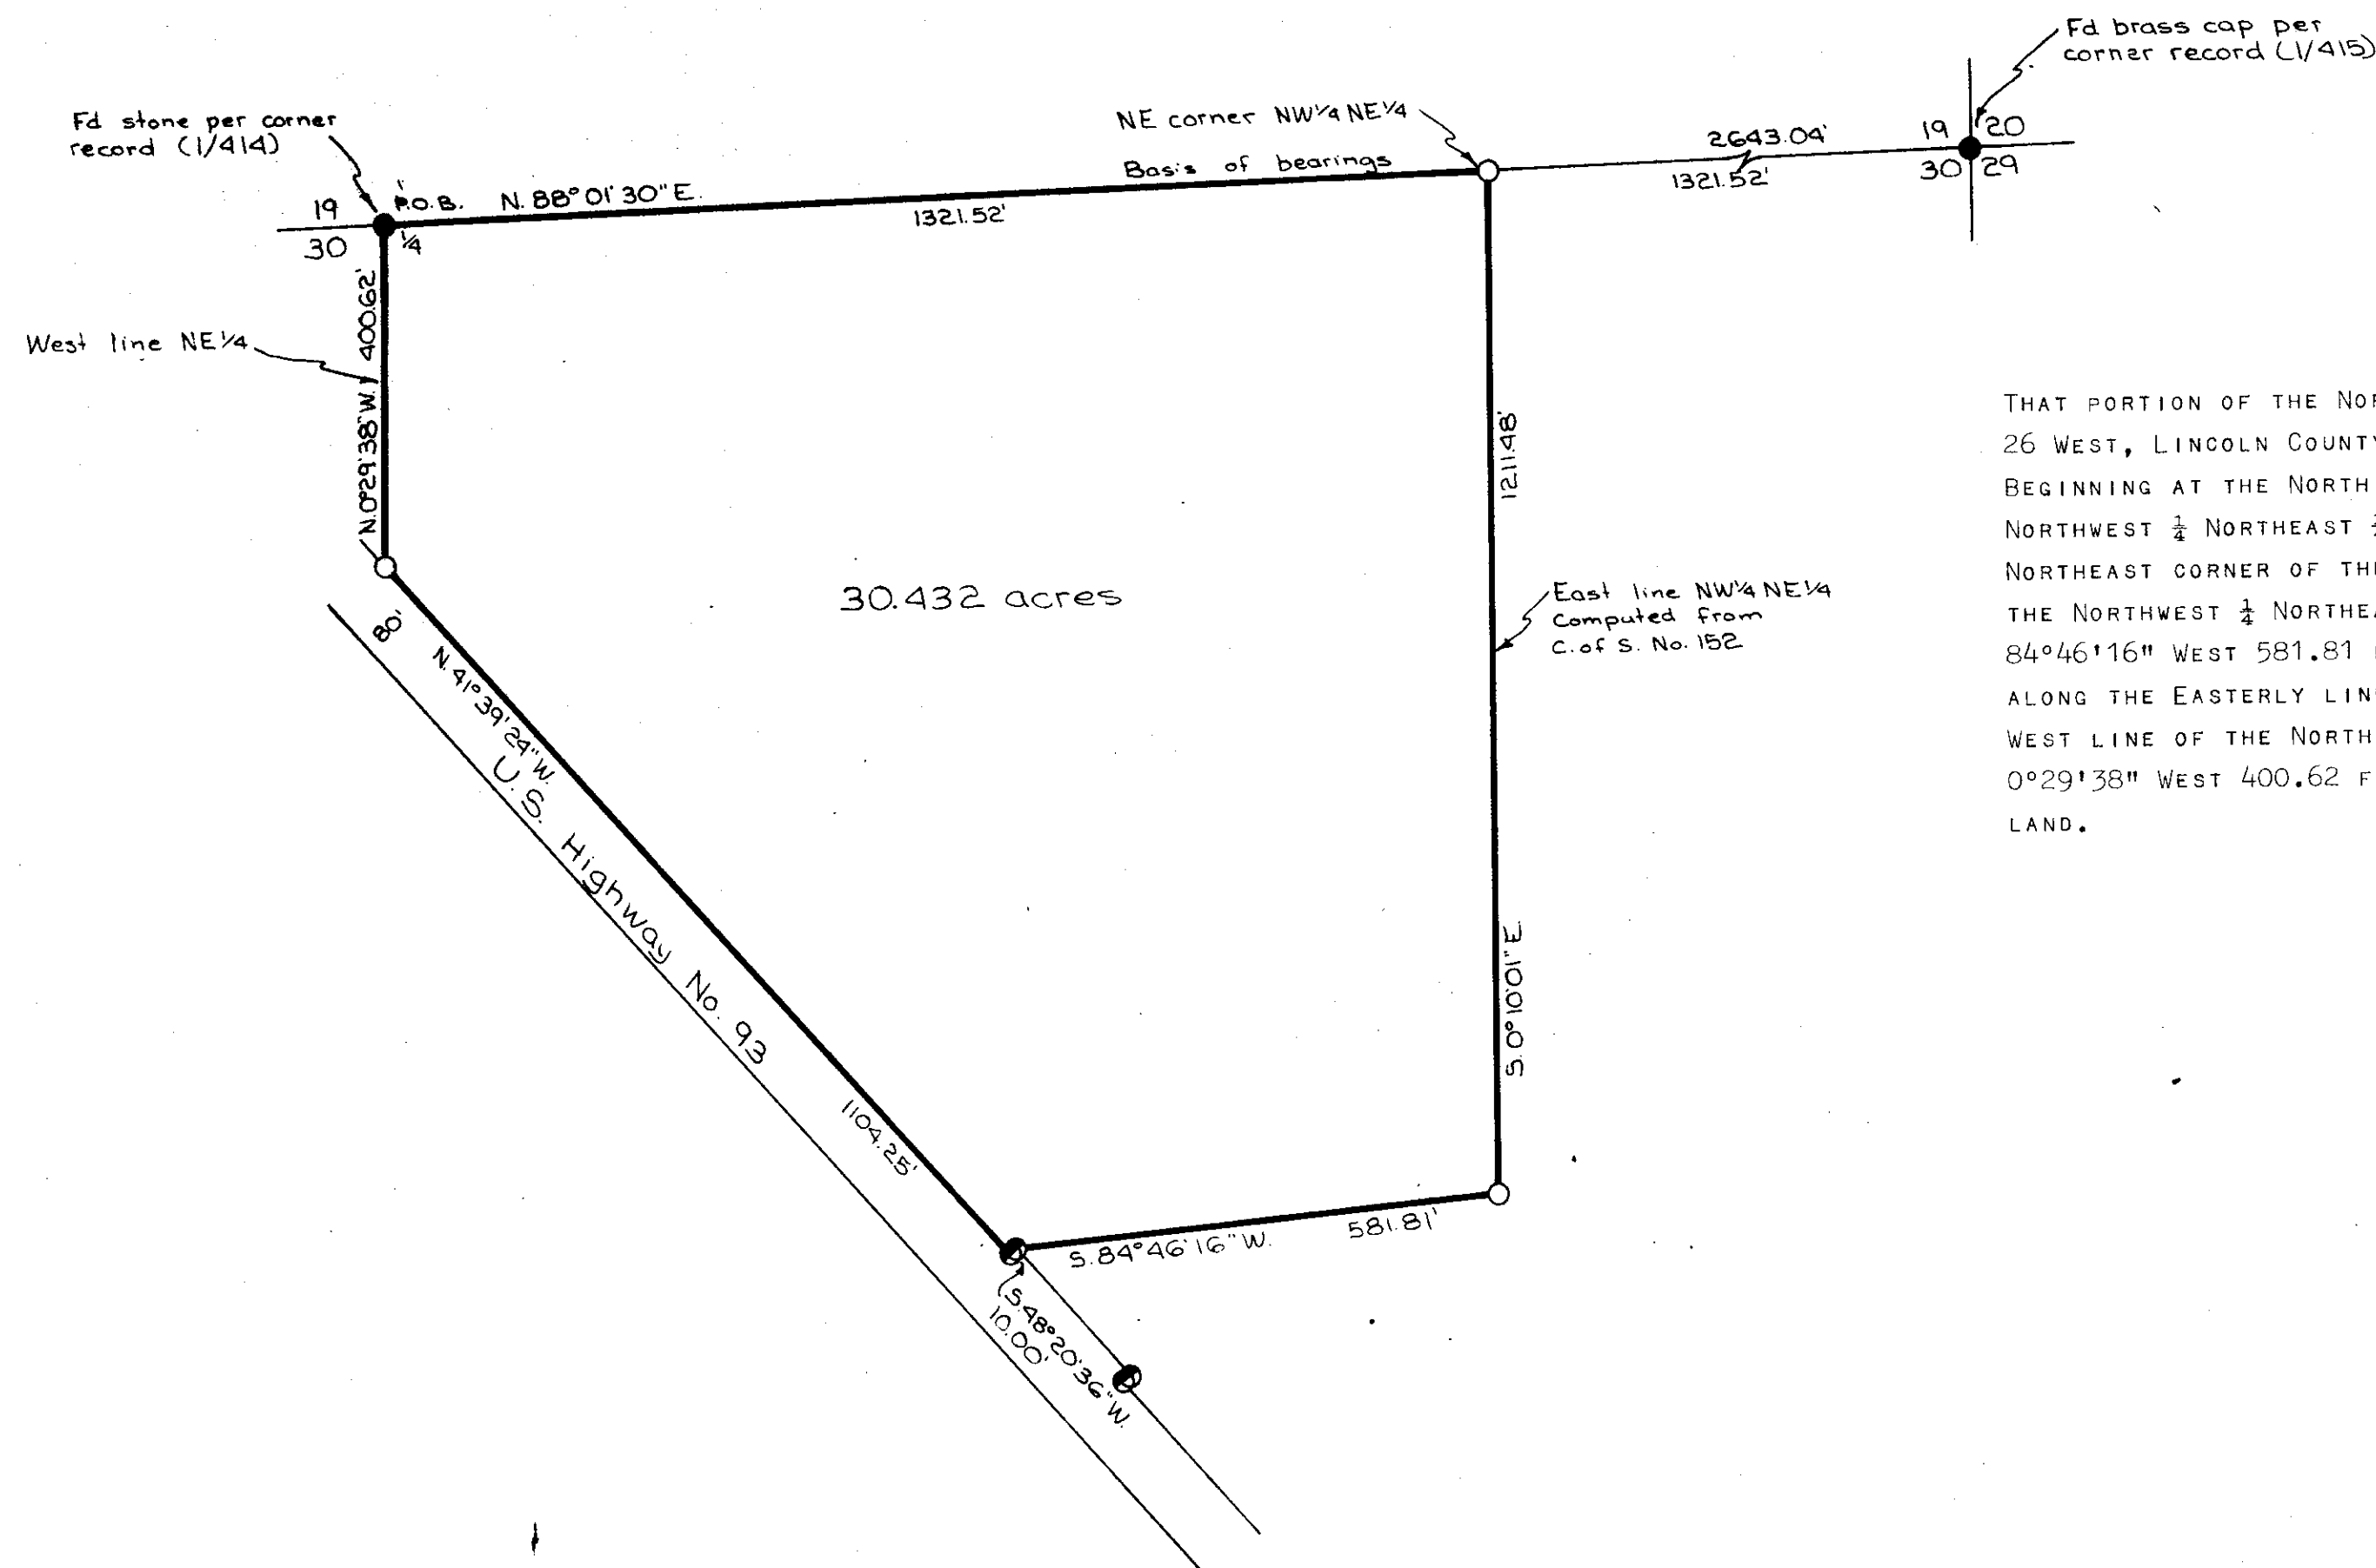 Fd brass cap per
corner record (1/415)
Fd stone per corner
record (1/414)
NE corner NW¼ NE¼
2643.04'
19
20
30
29
Basis of bearings
1321.52'
19
P.O.B.
N. 88°01'30"E.
1321.52'
30
¼
N.0°29'38"W. 400.62'
West line NE¼
1211.48'
S.0°10'01"E.
East line NW¼ NE¼
Computed from
C. of S. No. 152
30.432 acres
80'
N. 41°39'24"W.
1104.25'
U.S. Highway No. 93
S.84°46'16"W.
581.81'
S.48°20'36"W.
10.00'
THAT PORTION OF THE NOR
26 WEST, LINCOLN COUNTY
BEGINNING AT THE NORTH
NORTHWEST ¼ NORTHEAST
NORTHEAST CORNER OF THE
THE NORTHWEST ¼ NORTHEA
84°46'16" WEST 581.81
ALONG THE EASTERLY LIN
WEST LINE OF THE NORTH
0°29'38" WEST 400.62 F
LAND.